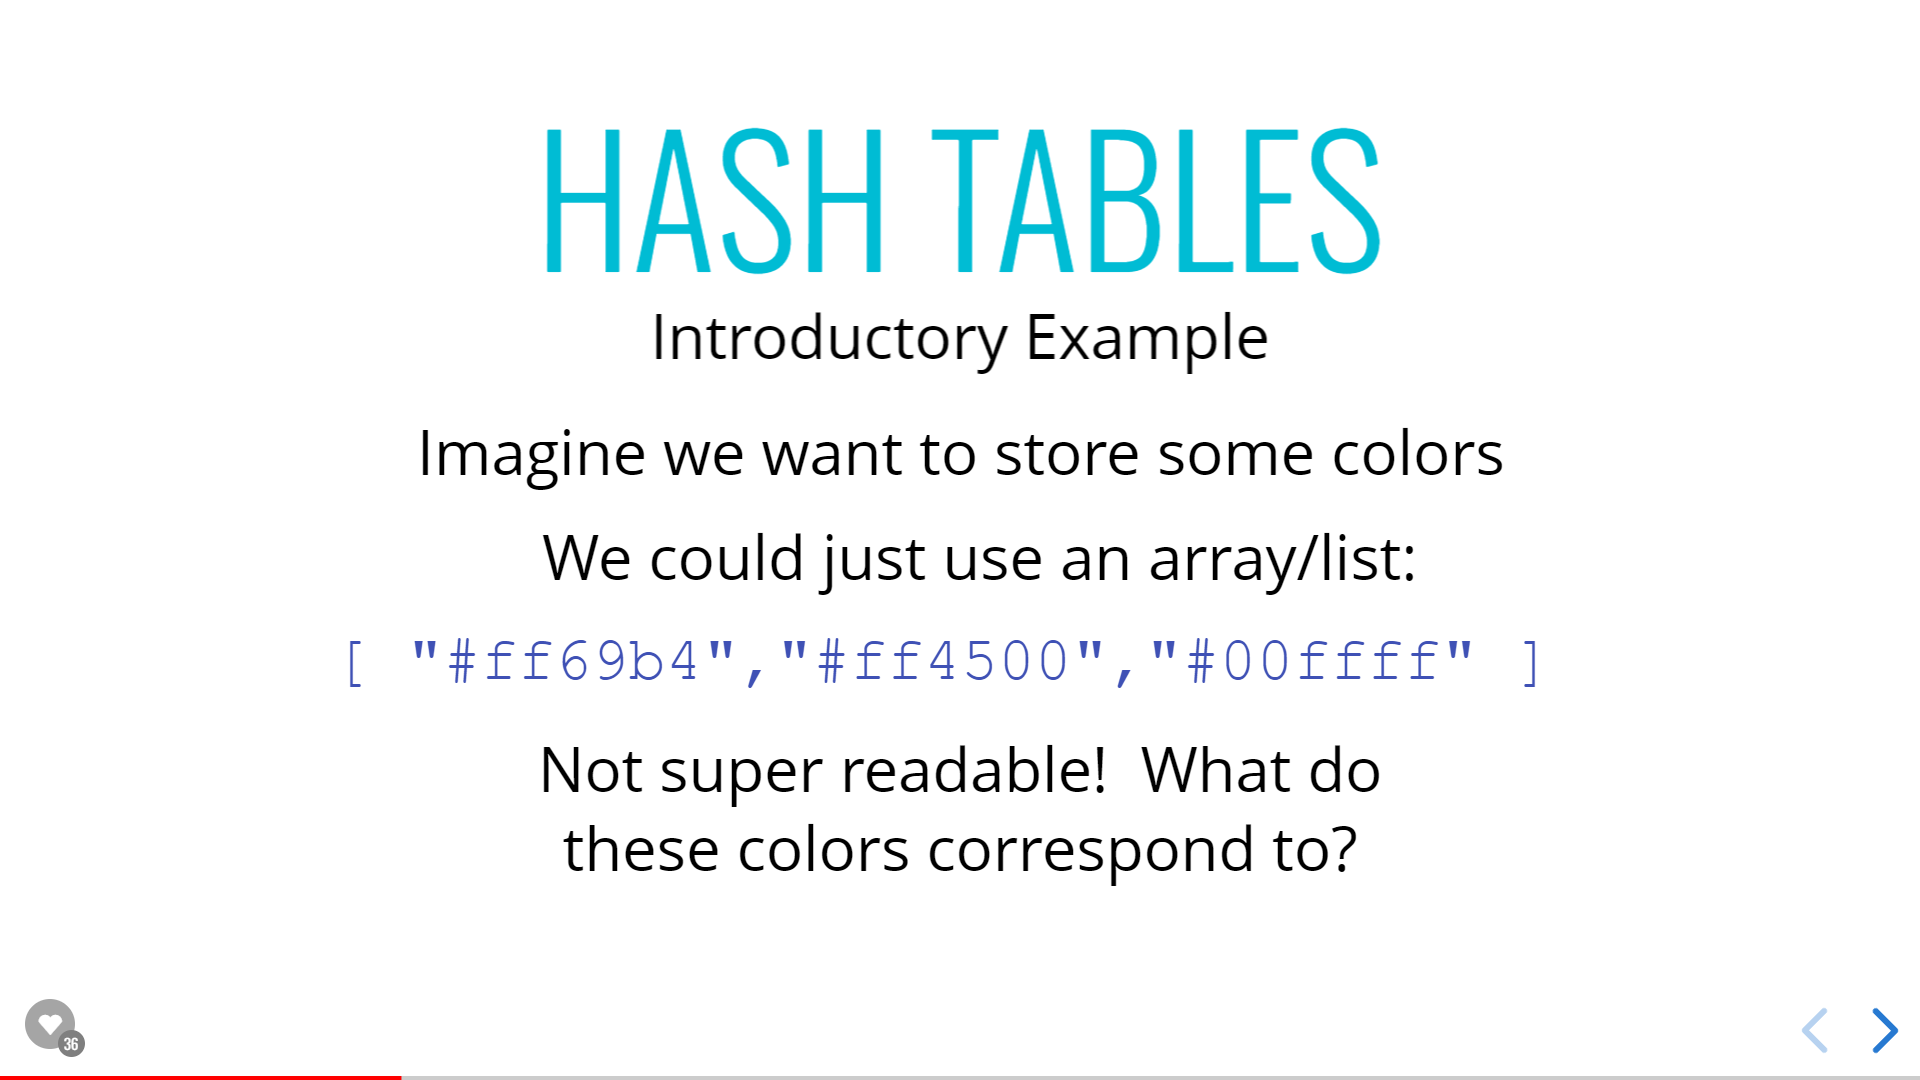 HASH TABLES
Introductory Example
Imagine we want to store some colors
We could just use an array/list:
[ "#ff69b4","#ff4500","#00ffff" ]
Not super readable!  What do
these colors correspond to?
36